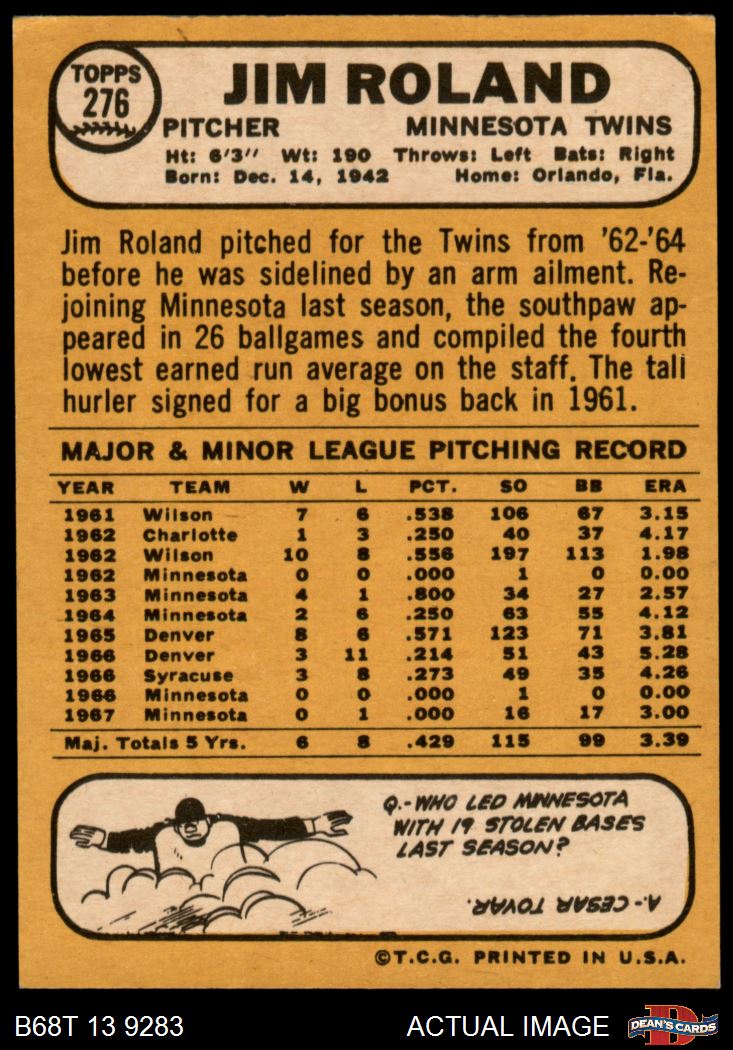 TOPPS
276
JIM ROLAND
PITCHER MINNESOTA TWINS
Ht: 6'3" Wt: 190 Throws: Left Bats: Right
Born: Dec. 14, 1942 Home: Orlando, Fla.
Jim Roland pitched for the Twins from '62-'64
before he was sidelined by an arm ailment. Re-
joining Minnesota last season, the southpaw ap-
peared in 26 ballgames and compiled the fourth
lowest earned run average on the staff. The tall
hurler signed for a big bonus back in 1961.
MAJOR & MINOR LEAGUE PITCHING RECORD
YEAR TEAM W L PCT. SO BB ERA
1961 Wilson 7 6 .538 106 67 3.15
1962 Charlotte 1 3 .250 40 37 4.17
1962 Wilson 10 8 .556 197 113 1.98
1962 Minnesota 0 0 .000 1 0 0.00
1963 Minnesota 4 1 .800 34 27 2.57
1964 Minnesota 2 6 .250 63 55 4.12
1965 Denver 8 6 .571 123 71 3.81
1966 Denver 3 11 .214 51 43 5.28
1966 Syracuse 3 8 .273 49 35 4.26
1966 Minnesota 0 0 .000 1 0 0.00
1967 Minnesota 0 1 .000 16 17 3.00
Maj. Totals 5 Yrs. 6 8 .429 115 99 3.39
Q.-WHO LED MINNESOTA
WITH 19 STOLEN BASES
LAST SEASON?
A.-CESAR TOVAR.
©T.C.G. PRINTED IN U.S.A.
B68T 13 9283 ACTUAL IMAGE
DEAN'S CARDS